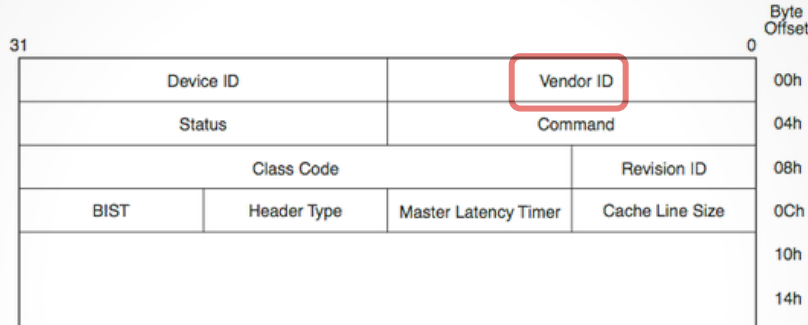 Byte
Offset
31 0
Device ID Vendor ID 00h
Status Command 04h
Class Code Revision ID 08h
BIST Header Type Master Latency Timer Cache Line Size 0Ch
10h
14h